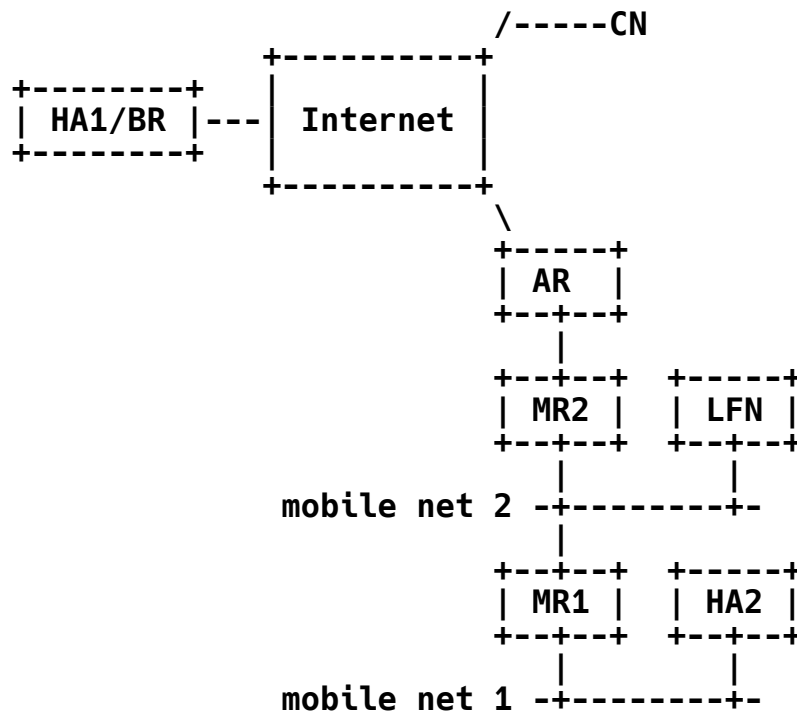 /-----CN
+----------+
+--------+    |          |
| HA1/BR |---| Internet |
+--------+    |          |
+----------+
\
+-----+
| AR  |
+--+--+
|
+--+--+  +-----+
| MR2 |  | LFN |
+--+--+  +--+--+
|          |
mobile net 2 -+--------+-
|
+--+--+  +-----+
| MR1 |  | HA2 |
+--+--+  +--+--+
|          |
mobile net 1 -+--------+-